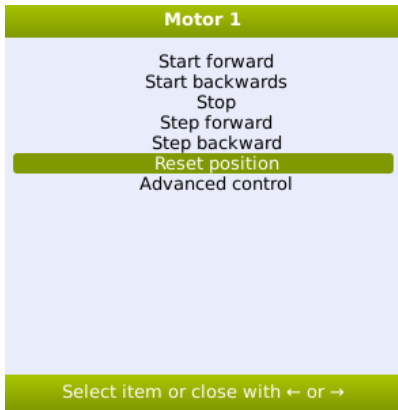 Motor 1
Start forward
Start backwards
Stop
Step forward
Step backward
Reset position
Advanced control
Select item or close with ← or →